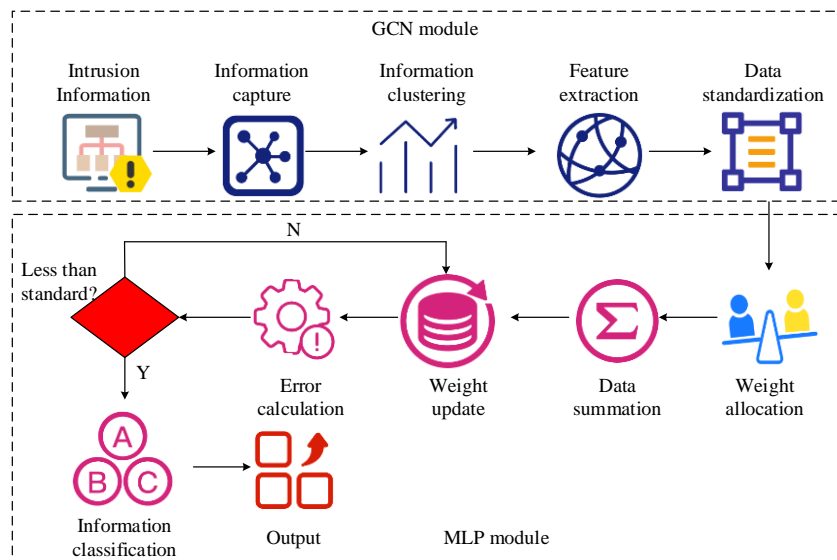 GCN module
Intrusion
Information
Information
capture
Information
clustering
Feature
extraction
Data
standardization
N
Less than
standard?
Y
Error
calculation
Weight
update
Data
summation
Weight
allocation
A
B C
Information
classification
Output
MLP module